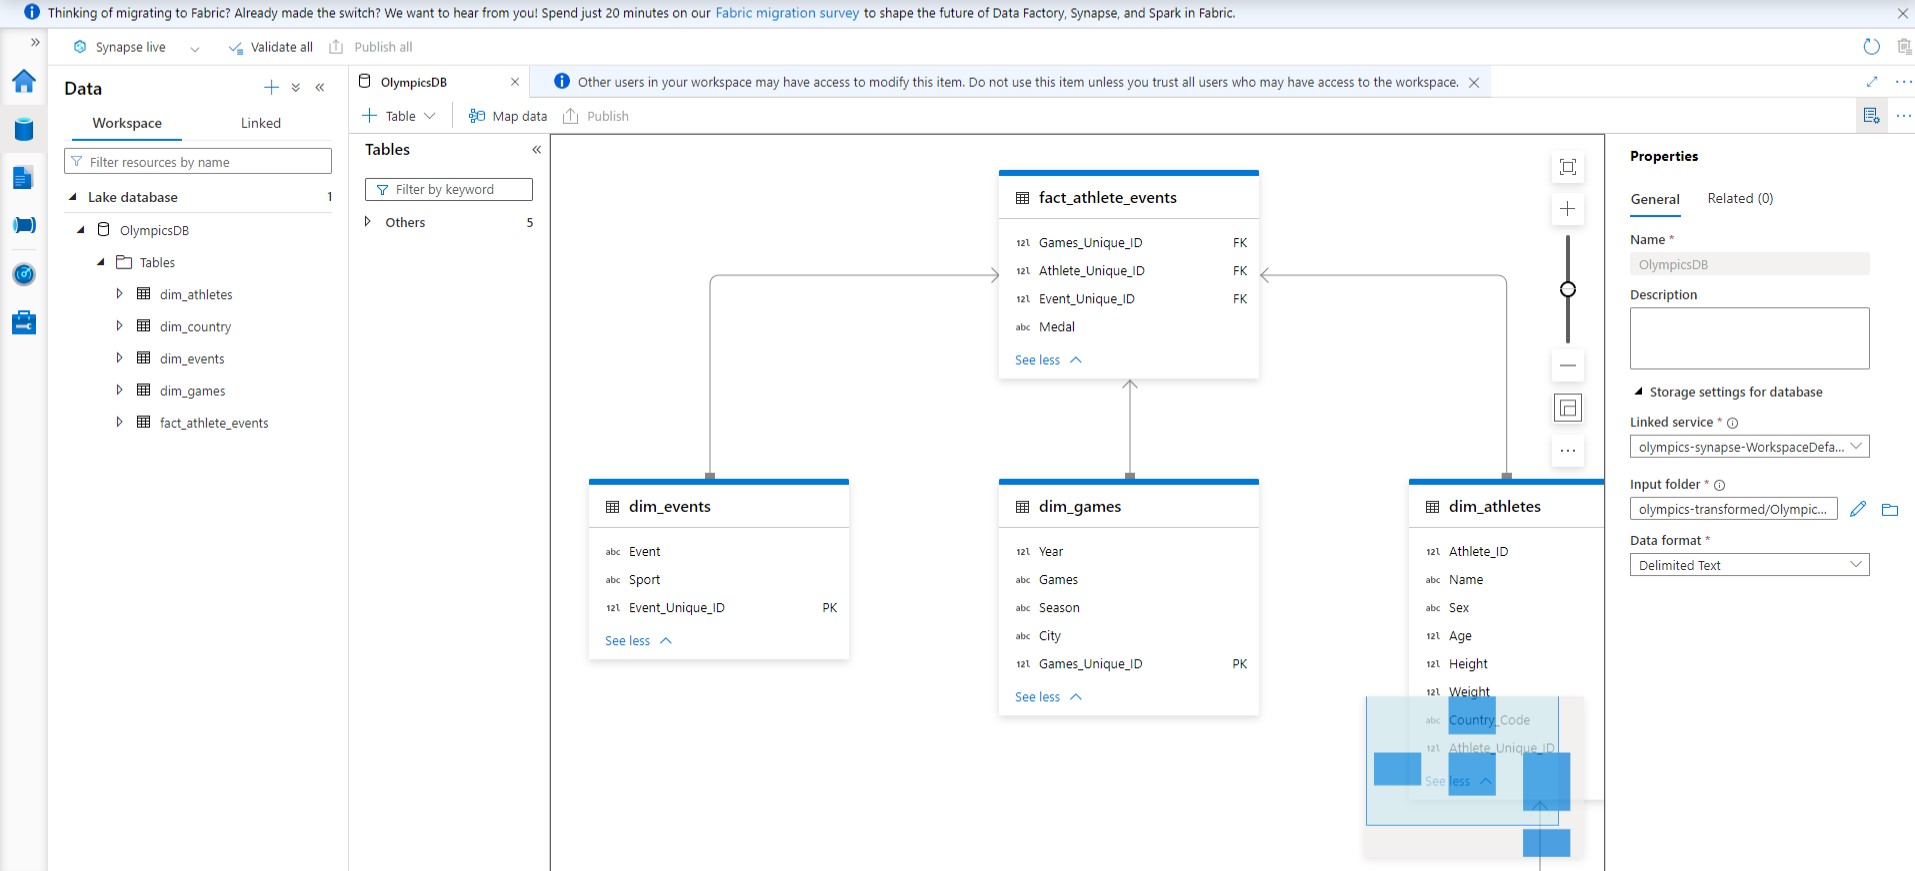 Thinking of migrating to Fabric? Already made the switch? We want to hear from you! Spend just 20 minutes on our Fabric migration survey to shape the future of Data Factory, Synapse, and Spark in Fabric.
Synapse live
Validate all
Publish all
Data
Workspace
Linked
Filter resources by name
Lake database 1
OlympicsDB
Tables
dim_athletes
dim_country
dim_events
dim_games
fact_athlete_events
OlympicsDB
Other users in your workspace may have access to modify this item. Do not use this item unless you trust all users who may have access to the workspace.
Table
Map data
Publish
Tables
Filter by keyword
Others 5
fact_athlete_events
12l Games_Unique_ID FK
12l Athlete_Unique_ID FK
12l Event_Unique_ID FK
abc Medal
See less
dim_events
abc Event
abc Sport
12l Event_Unique_ID PK
See less
dim_games
12l Year
abc Games
abc Season
abc City
12l Games_Unique_ID PK
See less
dim_athletes
12l Athlete_ID
abc Name
abc Sex
12l Age
12l Height
12l Weight
abc Country_Code
12l Athlete_Unique_ID
See less
Properties
General
Related (0)
Name *
OlympicsDB
Description
Storage settings for database
Linked service *
olympics-synapse-WorkspaceDefa...
Input folder *
olympics-transformed/Olympic...
Data format *
Delimited Text